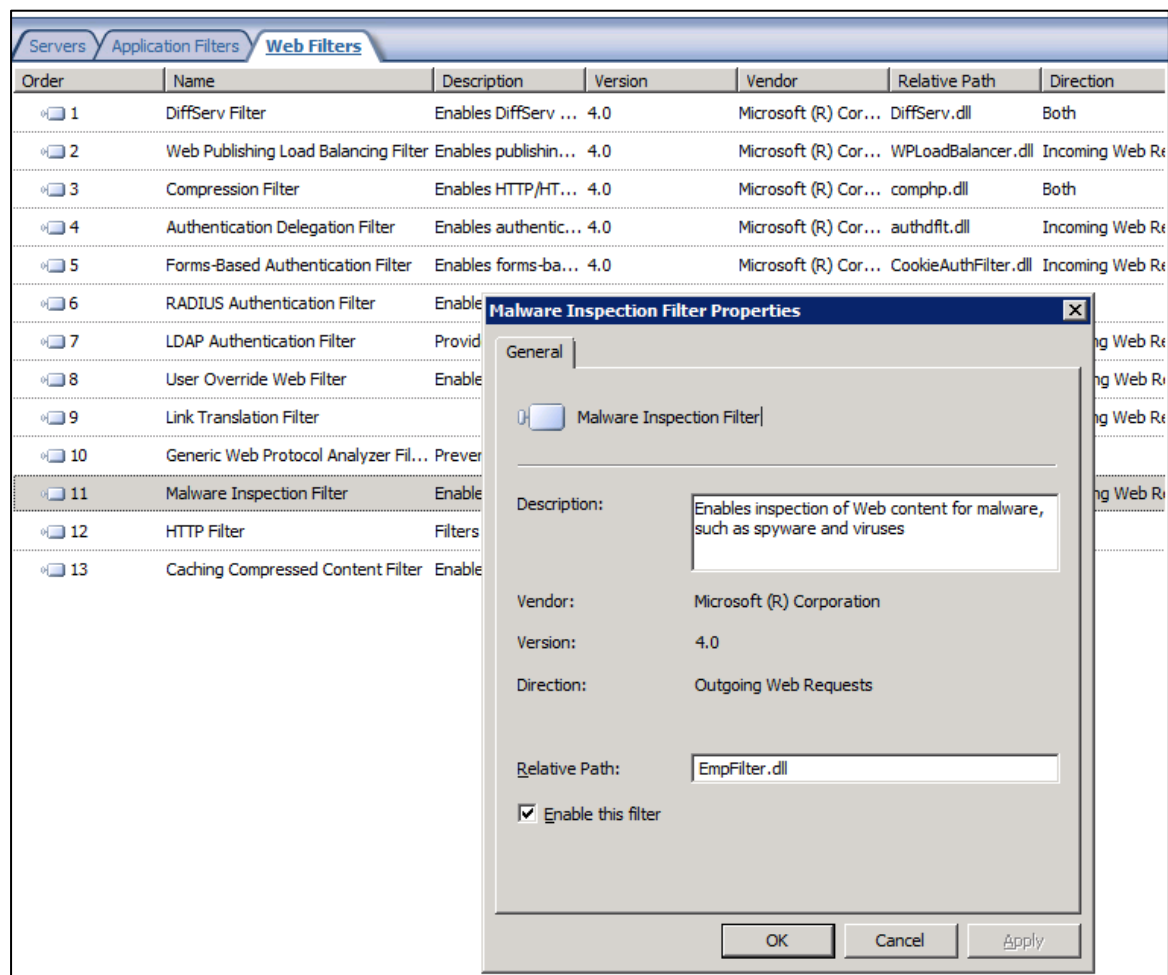 Servers Application Filters Web Filters
Order Name Description Version Vendor Relative Path Direction
1 DiffServ Filter Enables DiffServ ... 4.0 Microsoft (R) Cor... DiffServ.dll Both
2 Web Publishing Load Balancing Filter Enables publishin... 4.0 Microsoft (R) Cor... WPLoadBalancer.dll Incoming Web Re
3 Compression Filter Enables HTTP/HT... 4.0 Microsoft (R) Cor... comphp.dll Both
4 Authentication Delegation Filter Enables authentic... 4.0 Microsoft (R) Cor... authdflt.dll Incoming Web Re
5 Forms-Based Authentication Filter Enables forms-ba... 4.0 Microsoft (R) Cor... CookieAuthFilter.dll Incoming Web Re
6 RADIUS Authentication Filter Enable
7 LDAP Authentication Filter Provid ng Web Re
8 User Override Web Filter Enable ng Web Re
9 Link Translation Filter ng Web Re
10 Generic Web Protocol Analyzer Fil... Prever
11 Malware Inspection Filter Enable ng Web Re
12 HTTP Filter Filters
13 Caching Compressed Content Filter Enable
Malware Inspection Filter Properties
General
Malware Inspection Filter
Description: Enables inspection of Web content for malware,
such as spyware and viruses
Vendor: Microsoft (R) Corporation
Version: 4.0
Direction: Outgoing Web Requests
Relative Path: EmpFilter.dll
Enable this filter
OK Cancel Apply